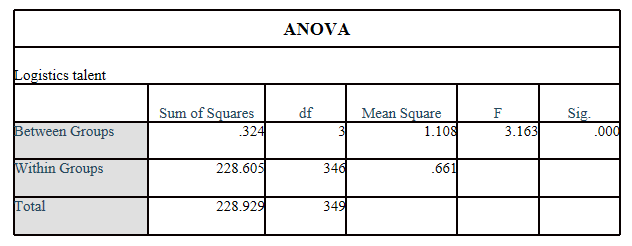 ANOVA
Logistics talent
Sum of Squares df Mean Square F Sig.
Between Groups .324 3 1.108 3.163 .000
Within Groups 228.605 346 .661
Total 228.929 349